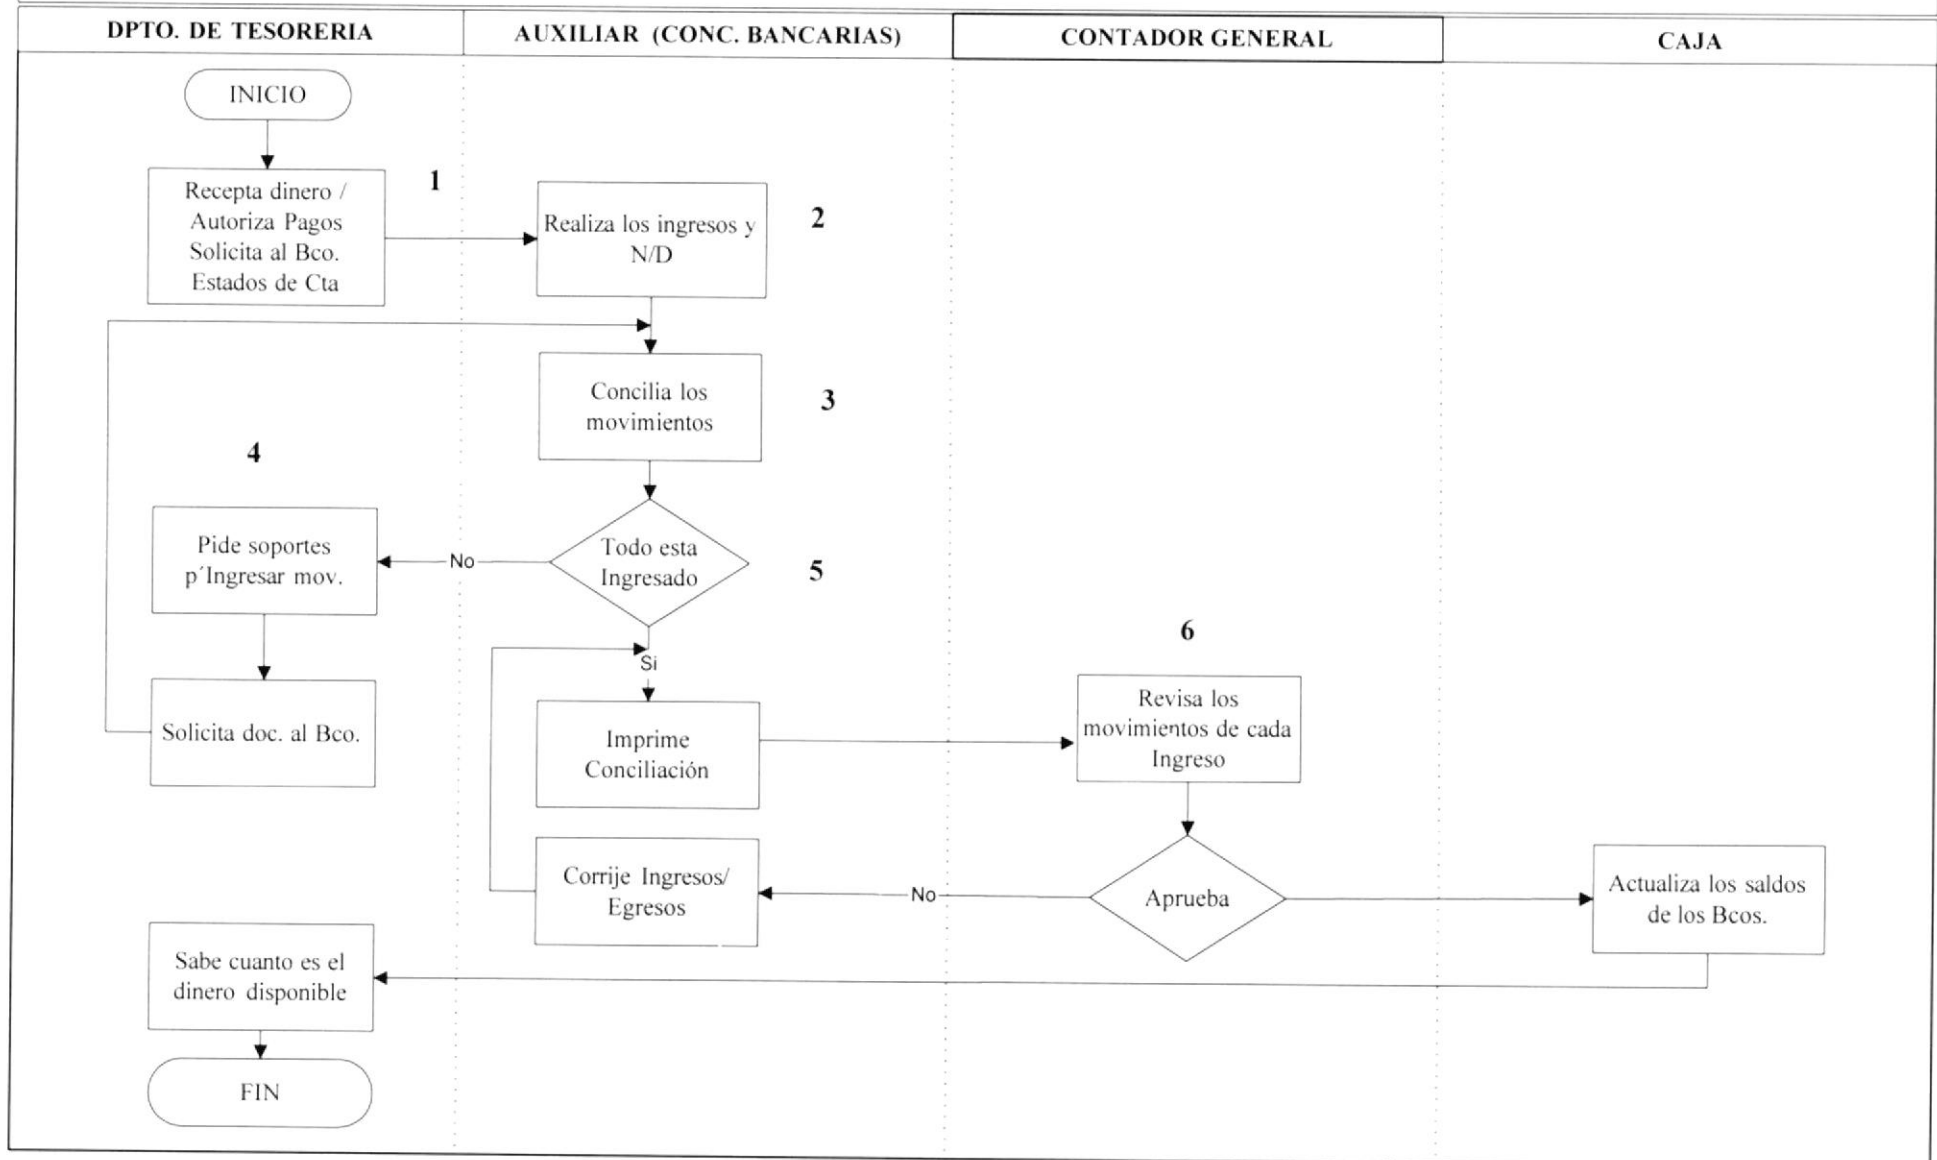 DPTO. DE TESORERIA
AUXILIAR (CONC. BANCARIAS)
CONTADOR GENERAL
CAJA
INICIO
1
Recepta dinero /
Autoriza Pagos
Solicita al Bco.
Estados de Cta
2
Realiza los ingresos y
N/D
3
Concilia los
movimientos
4
Pide soportes
p´Ingresar mov.
No
Todo esta
Ingresado
5
Si
Solicita doc. al Bco.
Imprime
Conciliación
6
Revisa los
movimientos de cada
Ingreso
Corrije Ingresos/
Egresos
No
Aprueba
Actualiza los saldos
de los Bcos.
Sabe cuanto es el
dinero disponible
FIN